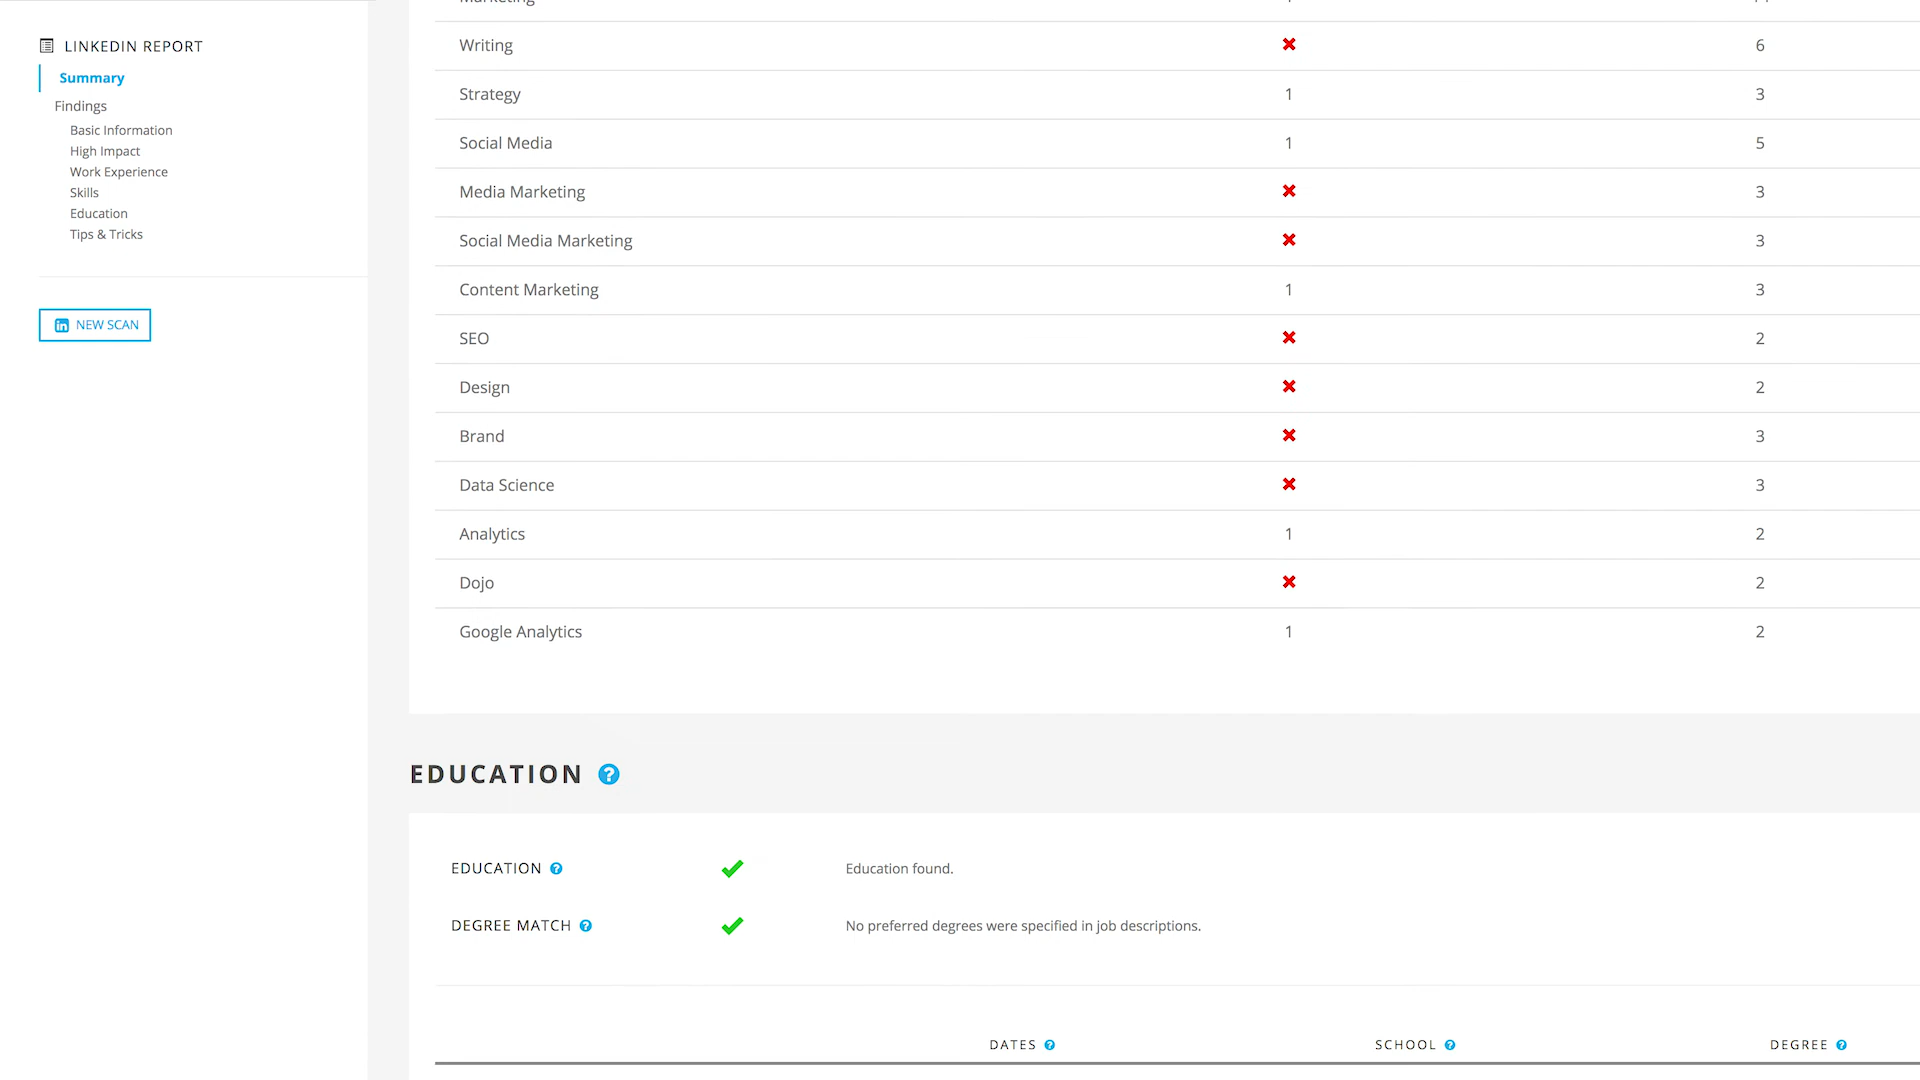 LINKEDIN REPORT
Summary
Findings
Basic Information
High Impact
Work Experience
Skills
Education
Tips & Tricks
NEW SCAN
Marketing
Writing 6
Strategy 1 3
Social Media 1 5
Media Marketing 3
Social Media Marketing 3
Content Marketing 1 3
SEO 2
Design 2
Brand 3
Data Science 3
Analytics 1 2
Dojo 2
Google Analytics 1 2
EDUCATION
EDUCATION Education found.
DEGREE MATCH No preferred degrees were specified in job descriptions.
DATES SCHOOL DEGREE